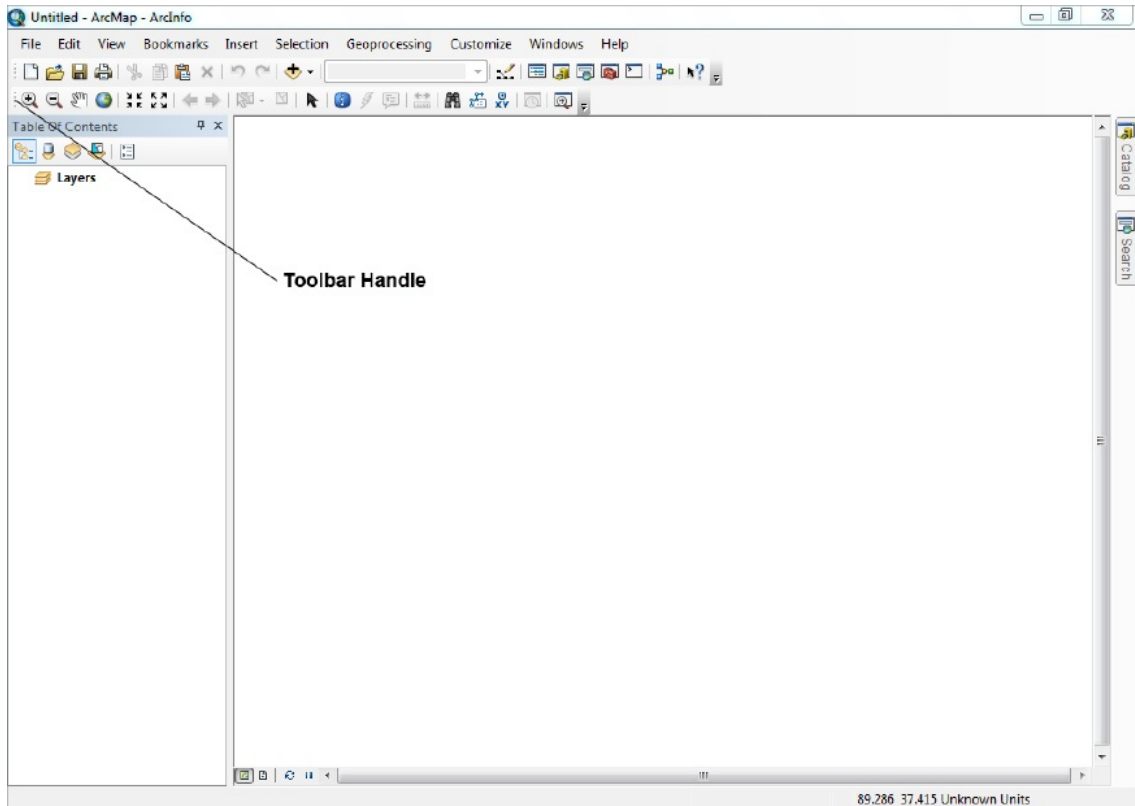 Untitled - ArcMap - ArcInfo
File Edit View Bookmarks Insert Selection Geoprocessing Customize Windows Help
Table Of Contents
Layers
Catalog
Search
Toolbar Handle
89.286 37.415 Unknown Units